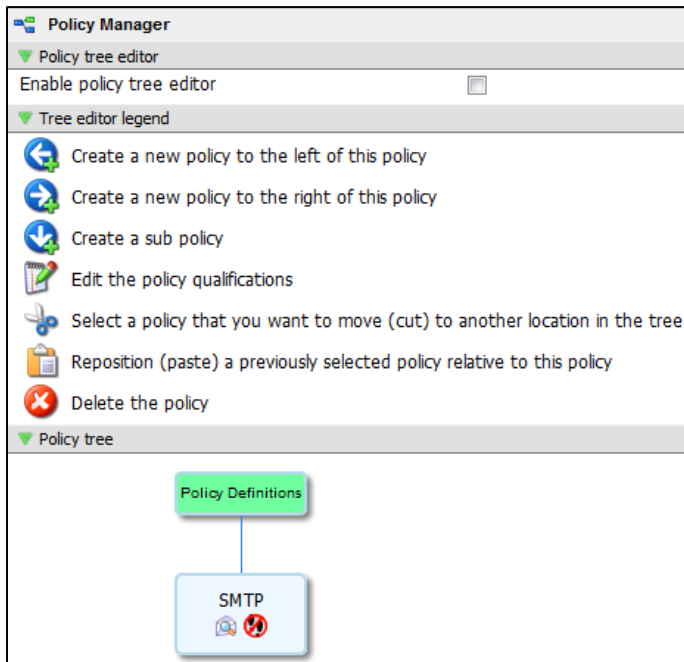 Policy Manager
Policy tree editor
Enable policy tree editor
Tree editor legend
Create a new policy to the left of this policy
Create a new policy to the right of this policy
Create a sub policy
Edit the policy qualifications
Select a policy that you want to move (cut) to another location in the tree
Reposition (paste) a previously selected policy relative to this policy
Delete the policy
Policy tree
Policy Definitions
SMTP